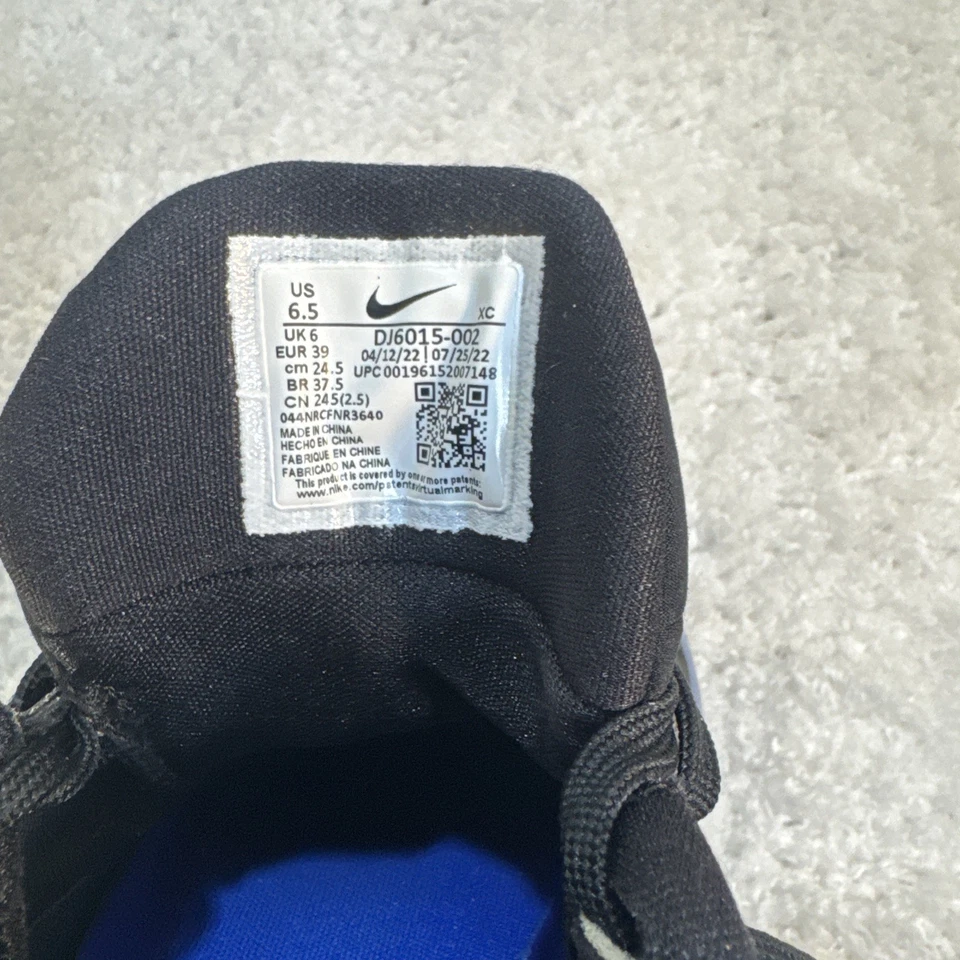 US
6.5
XC
UK 6
DJ6015-002
EUR 39
04/12/22 | 07/25/22
cm 24.5
UPC 00196152007148
BR 37.5
CN 245(2.5)
044NRCFNR3640
MADE IN CHINA
HECHO EN CHINA
FABRIQUE EN CHINE
FABRICADO NA CHINA
This product is covered by one or more patents:
www.nike.com/patentsvirtualmarking